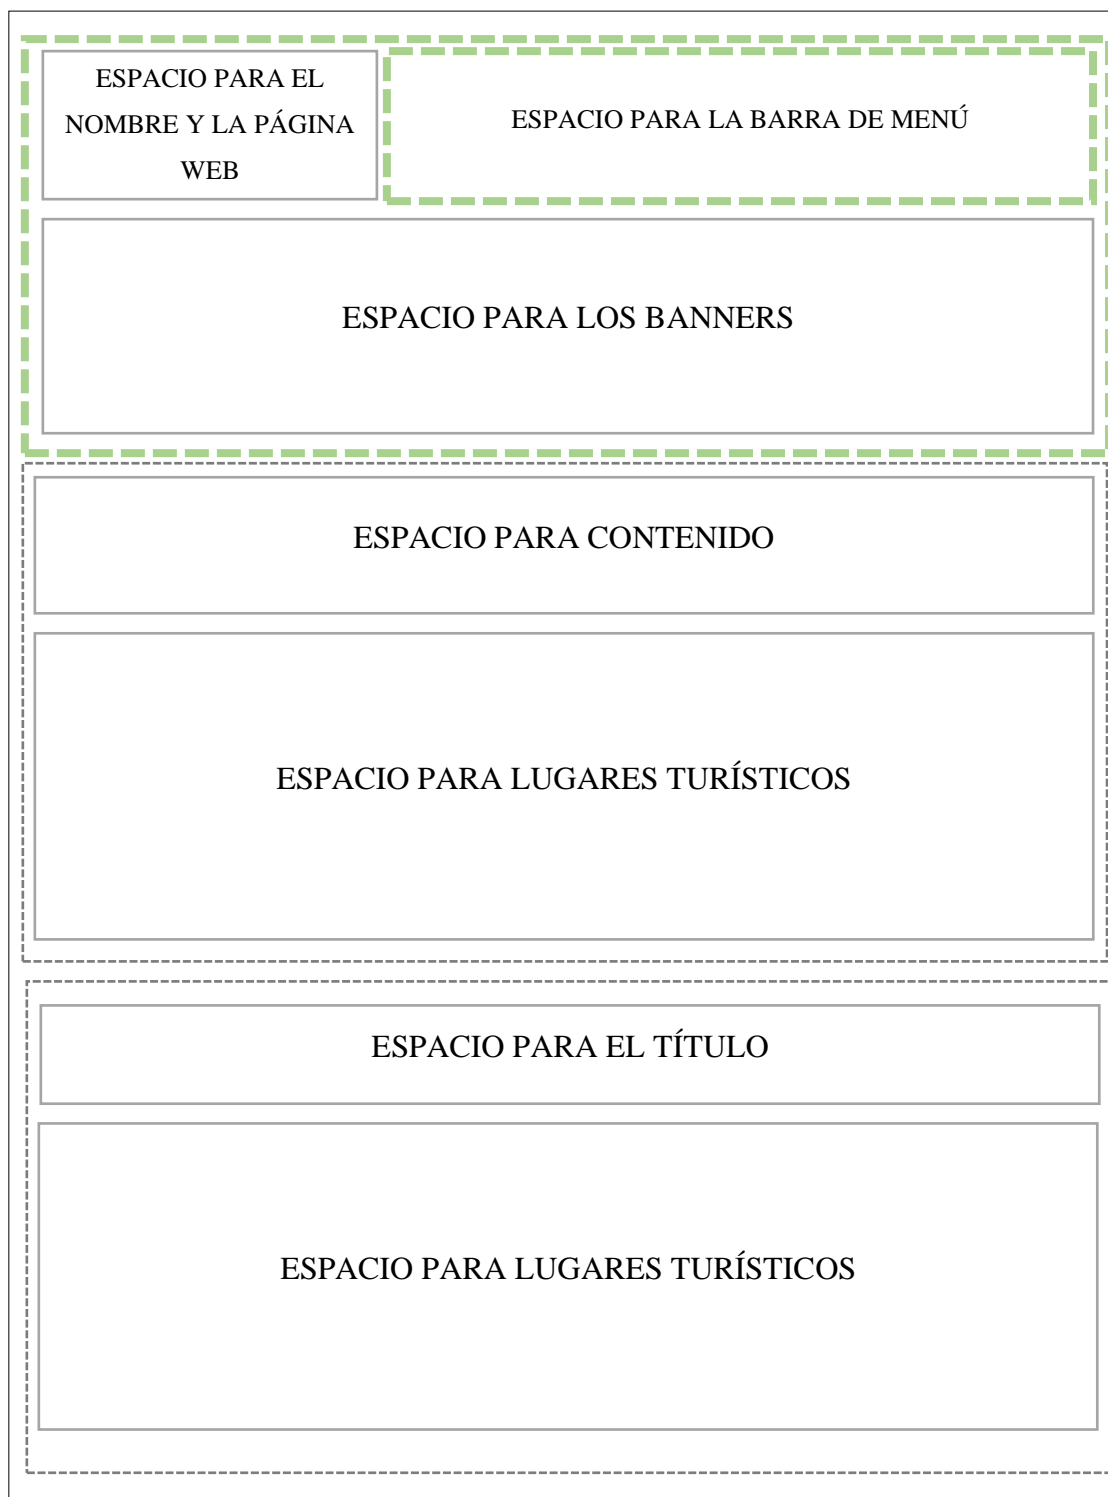 ESPACIO PARA EL
NOMBRE Y LA PÁGINA
WEB
ESPACIO PARA LA BARRA DE MENÚ
ESPACIO PARA LOS BANNERS
ESPACIO PARA CONTENIDO
ESPACIO PARA LUGARES TURÍSTICOS
ESPACIO PARA EL TÍTULO
ESPACIO PARA LUGARES TURÍSTICOS